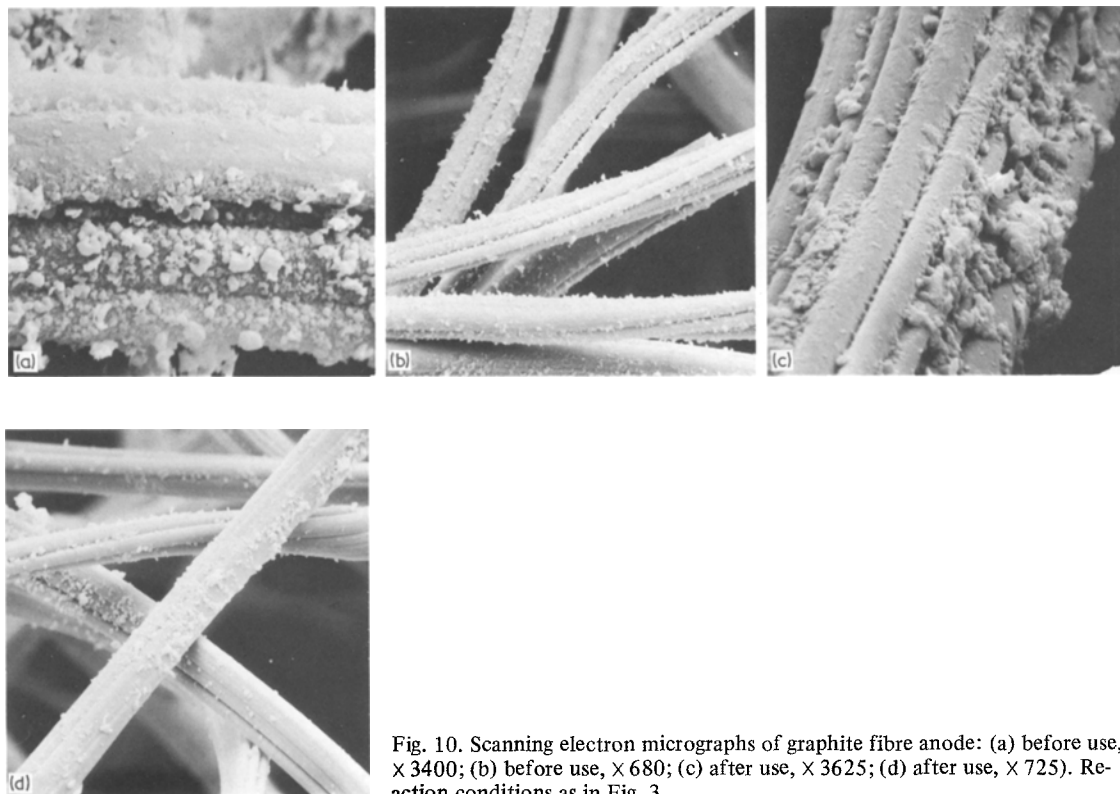 (a)
(b)
(c)
(d)
Fig. 10. Scanning electron micrographs of graphite fibre anode: (a) before use,
× 3400; (b) before use, × 680; (c) after use, × 3625; (d) after use, × 725). Re-
action conditions as in Fig. 3